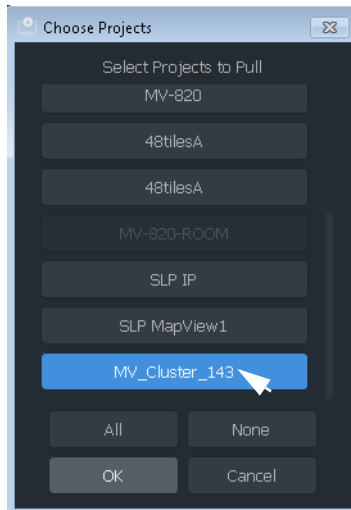 Choose Projects
Select Projects to Pull
MV-820
48tilesA
48tilesA
MV-820-ROOM
SLP IP
SLP MapView1
MV_Cluster_143
All None
OK Cancel